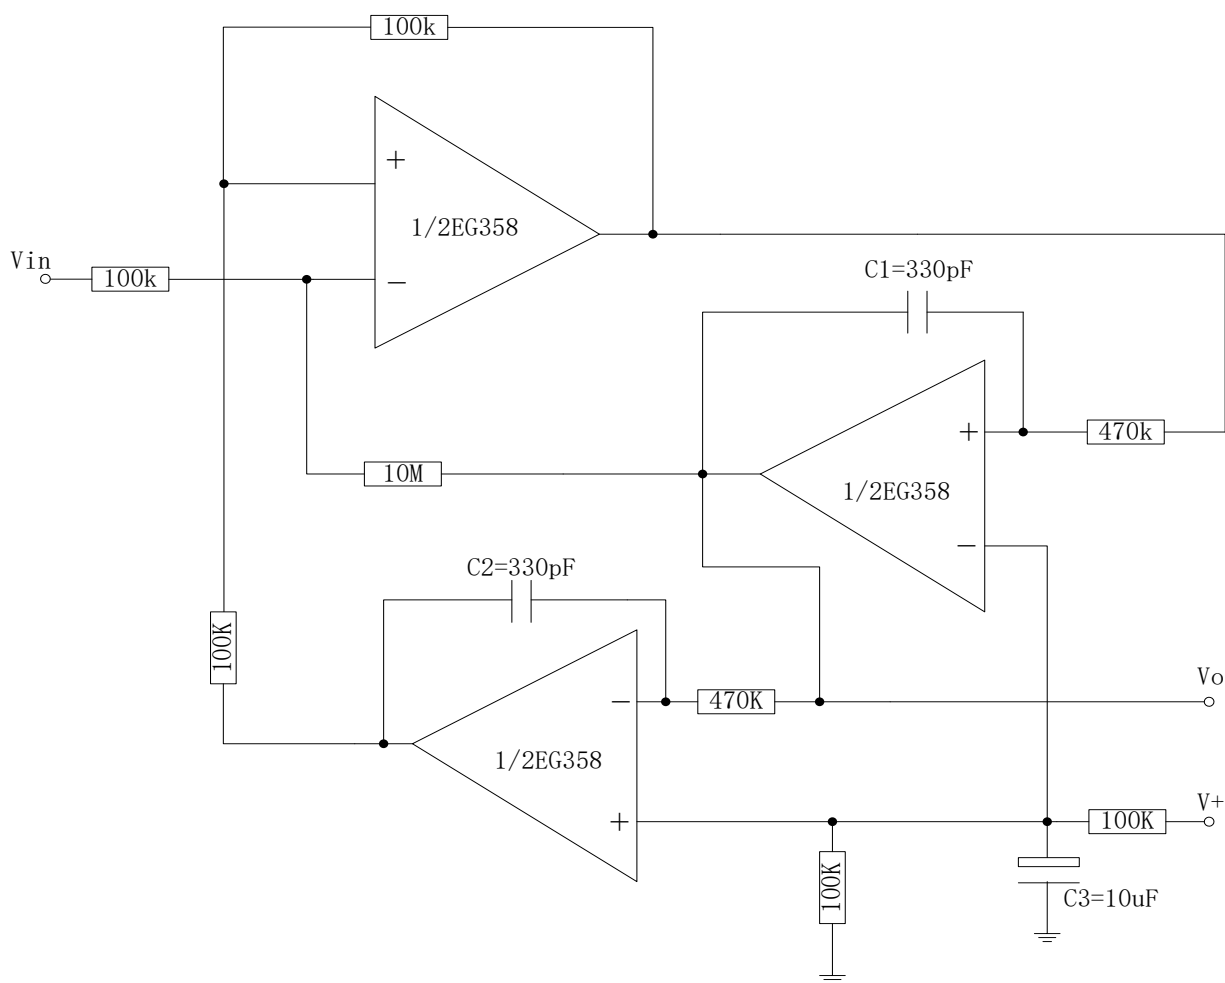 100k
+
1/2EG358
Vin
100k
−
C1=330pF
+
470k
10M
1/2EG358
−
C2=330pF
100K
−
470K
Vo
1/2EG358
+
V+
100K
100K
C3=10uF